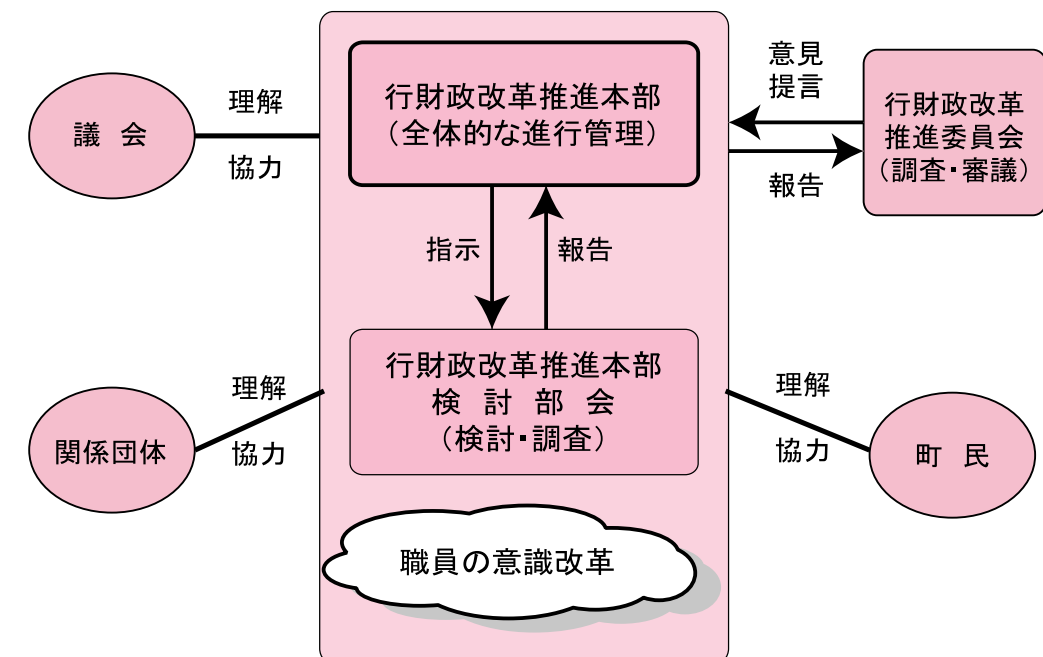 議 会
理解
協力
行財政改革推進本部
（全体的な進行管理）
意見
提言
報告
行財政改革
推進委員会
（調査・審議）
指示
報告
関係団体
理解
協力
行財政改革推進本部
検 討 部 会
（検討・調査）
理解
協力
町 民
職員の意識改革